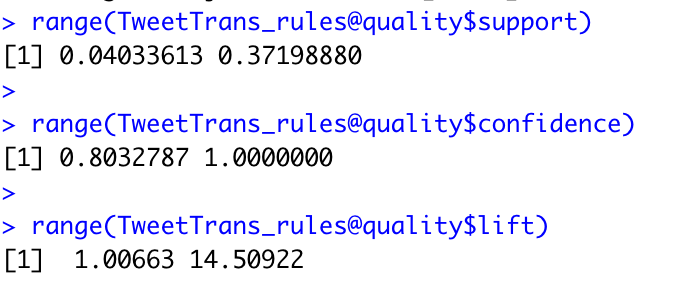 > range(TweetTrans_rules@quality$support)
[1] 0.04033613 0.37198880
>
> range(TweetTrans_rules@quality$confidence)
[1] 0.8032787 1.0000000
>
> range(TweetTrans_rules@quality$lift)
[1]  1.00663 14.50922